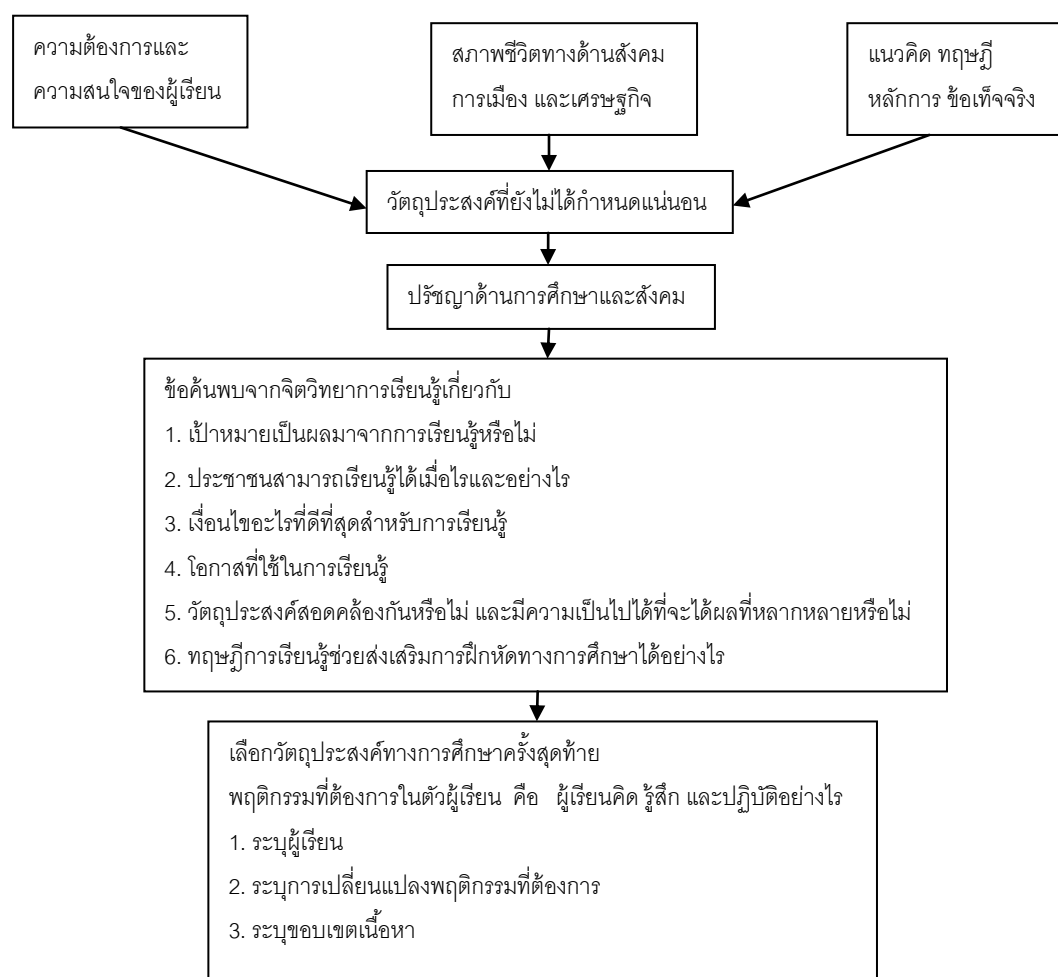 ความต้องการและ
ความสนใจของผู้เรียน
สภาพชีวิตทางด้านสังคม
การเมือง และเศรษฐกิจ
แนวคิด ทฤษฎี
หลักการ ข้อเท็จจริง
วัตถุประสงค์ที่ยังไม่ได้กำหนดแน่นอน
ปรัชญาด้านการศึกษาและสังคม
ข้อค้นพบจากจิตวิทยาการเรียนรู้เกี่ยวกับ
1. เป้าหมายเป็นผลมาจากการเรียนรู้หรือไม่
2. ประชาชนสามารถเรียนรู้ได้เมื่อไรและอย่างไร
3. เงื่อนไขอะไรที่ดีที่สุดสำหรับการเรียนรู้
4. โอกาสที่ใช้ในการเรียนรู้
5. วัตถุประสงค์สอดคล้องกันหรือไม่ และมีความเป็นไปได้ที่จะได้ผลที่หลากหลายหรือไม่
6. ทฤษฎีการเรียนรู้ช่วยส่งเสริมการฝึกหัดทางการศึกษาได้อย่างไร
เลือกวัตถุประสงค์ทางการศึกษาครั้งสุดท้าย
พฤติกรรมที่ต้องการในตัวผู้เรียน คือ ผู้เรียนคิด รู้สึก และปฏิบัติอย่างไร
1. ระบุผู้เรียน
2. ระบุการเปลี่ยนแปลงพฤติกรรมที่ต้องการ
3. ระบุขอบเขตเนื้อหา